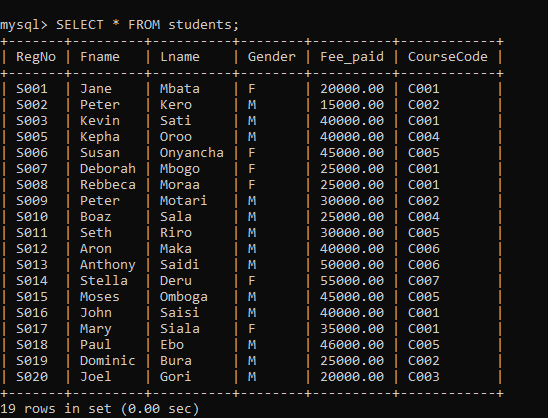 mysql> SELECT * FROM students;
+-------+----------+----------+--------+----------+------------+
| RegNo | Fname    | Lname    | Gender | Fee_paid | CourseCode |
+-------+----------+----------+--------+----------+------------+
| S001  | Jane     | Mbata    | F      | 20000.00 | C001       |
| S002  | Peter    | Kero     | M      | 15000.00 | C002       |
| S003  | Kevin    | Sati     | M      | 40000.00 | C001       |
| S005  | Kepha    | Oroo     | M      | 40000.00 | C004       |
| S006  | Susan    | Onyancha | F      | 45000.00 | C005       |
| S007  | Deborah  | Mbogo    | F      | 25000.00 | C001       |
| S008  | Rebbeca  | Moraa    | F      | 25000.00 | C001       |
| S009  | Peter    | Motari   | M      | 30000.00 | C002       |
| S010  | Boaz     | Sala     | M      | 25000.00 | C004       |
| S011  | Seth     | Riro     | M      | 30000.00 | C005       |
| S012  | Aron     | Maka     | M      | 40000.00 | C006       |
| S013  | Anthony  | Saidi    | M      | 50000.00 | C006       |
| S014  | Stella   | Deru     | F      | 55000.00 | C007       |
| S015  | Moses    | Omboga   | M      | 45000.00 | C005       |
| S016  | John     | Saisi    | M      | 40000.00 | C001       |
| S017  | Mary     | Siala    | F      | 35000.00 | C001       |
| S018  | Paul     | Ebo      | M      | 46000.00 | C005       |
| S019  | Dominic  | Bura     | M      | 25000.00 | C002       |
| S020  | Joel     | Gori     | M      | 20000.00 | C003       |
+-------+----------+----------+--------+----------+------------+
19 rows in set (0.00 sec)